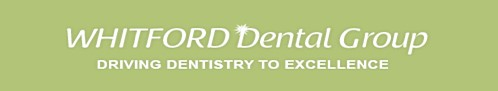 WHITFORD Dental Group
DRIVING DENTISTRY TO EXCELLENCE